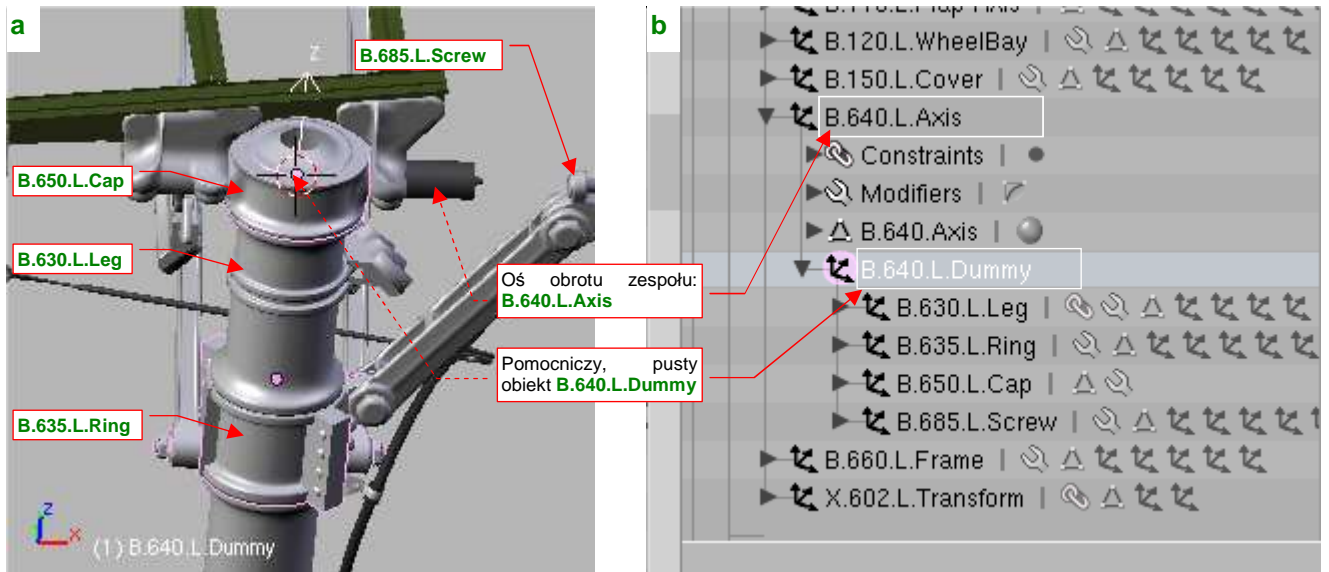 a
B.685.L.Screw
Z
B.650.L.Cap
B.630.L.Leg
Oś obrotu zespołu:
B.640.L.Axis
Pomocniczy, pusty
obiekt B.640.L.Dummy
B.635.L.Ring
z
x
(1) B.640.L.Dummy
b
B.120.L.WheelBay |
B.150.L.Cover |
B.640.L.Axis
Constraints |
Modifiers |
B.640.Axis |
B.640.L.Dummy
B.630.L.Leg |
B.635.L.Ring |
B.650.L.Cap |
B.685.L.Screw |
B.660.L.Frame |
X.602.L.Transform |